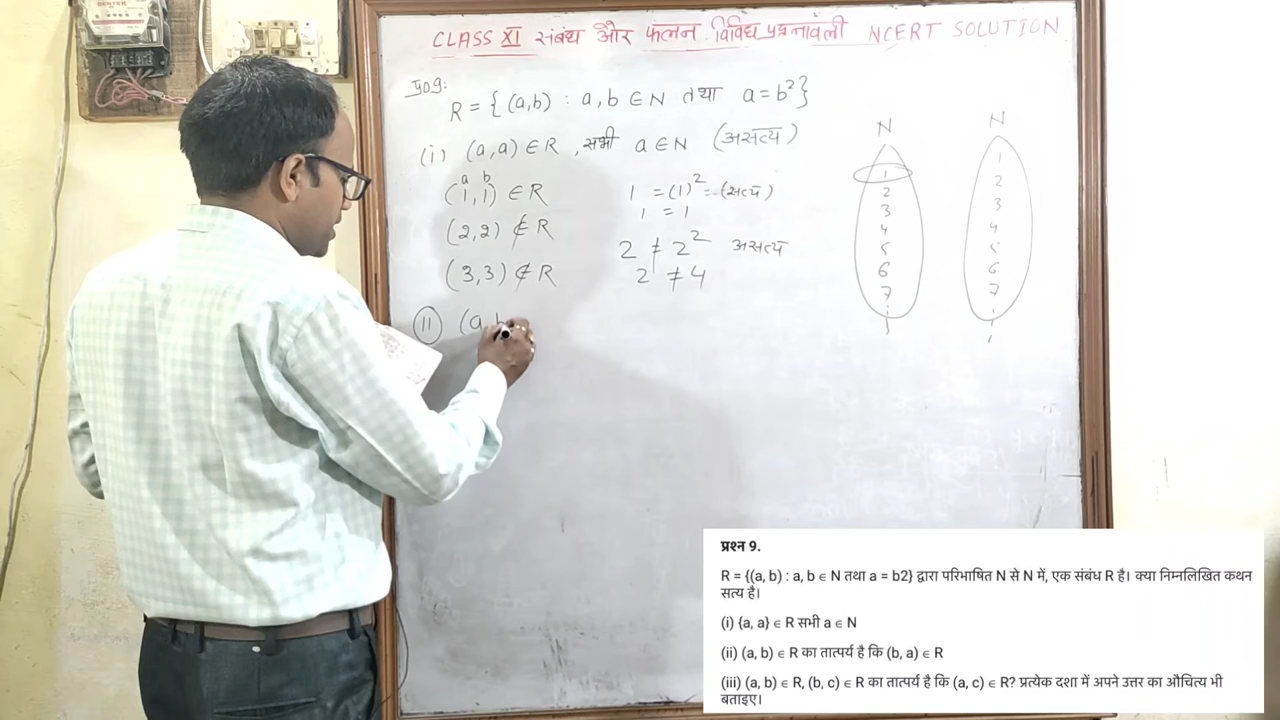 CLASS XI संबंध और फलन विविध प्रश्नावली NCERT SOLUTION
प्र०9:
R = { (a,b) : a,b ∈ N तथा a = b² }
(i) (a,a) ∈ R , सभी a ∈ N (असत्य)
a b
(1,1) ∈ R 1 = (1)² = (सत्य)
1 = 1
(2,2) ∉ R 2 ≠ 2² असत्य
(3,3) ∉ R 2 ≠ 4
(ii) (a,b
N
1
2
3
4
5
6
7
N
1
2
3
4
5
6
7
प्रश्न 9.
R = {(a, b) : a, b ∈ N तथा a = b2} द्वारा परिभाषित N से N में, एक संबंध R है। क्या निम्नलिखित कथन
सत्य है।
(i) {a, a} ∈ R सभी a ∈ N
(ii) (a, b) ∈ R का तात्पर्य है कि (b, a) ∈ R
(iii) (a, b) ∈ R, (b, c) ∈ R का तात्पर्य है कि (a, c) ∈ R? प्रत्येक दशा में अपने उत्तर का औचित्य भी
बताइए।